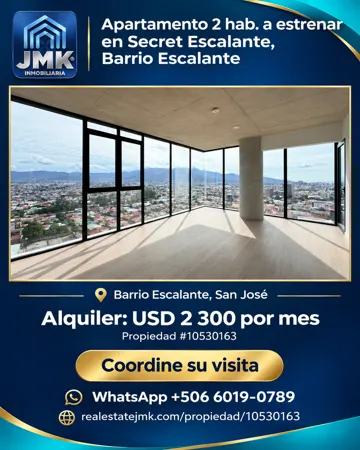 JMK
INMOBILIARIA
Apartamento 2 hab. a estrenar
en Secret Escalante,
Barrio Escalante
Barrio Escalante, San José
Alquiler: USD 2 300 por mes
Propiedad #10530163
Coordine su visita
WhatsApp +506 6019-0789
realestatejmk.com/propiedad/10530163